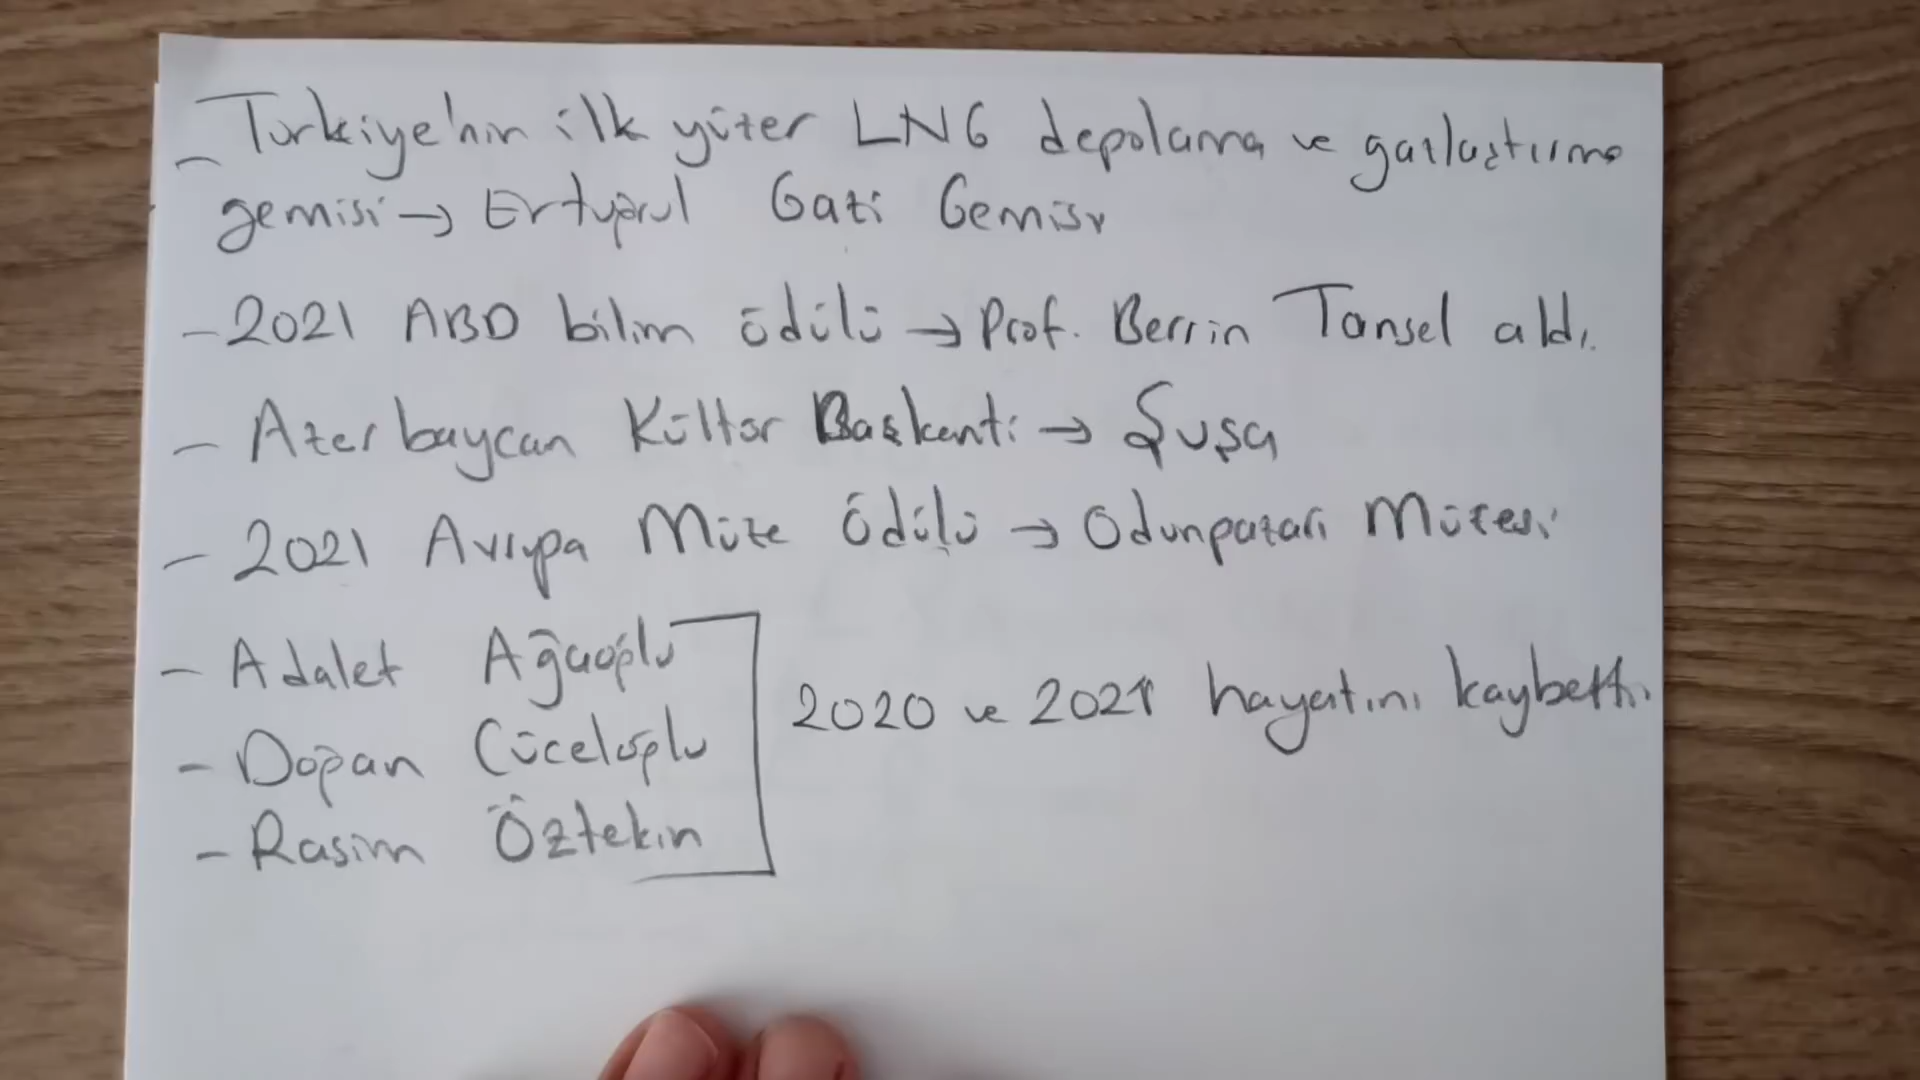 - Türkiye'nin ilk yüzer LNG depolama ve gazlaştırma
gemisi → Ertuğrul Gazi Gemisi
- 2021 ABD bilim ödülü → Prof. Berrin Tansel aldı.
- Azerbaycan Kültür Başkenti → Şuşa
- 2021 Avrupa Müze Ödülü → Odunpazarı Müzesi
- Adalet Ağaoğlu
- Doğan Cüceloğlu
- Rasim Öztekin
2020 ve 2021 hayatını kaybetti.